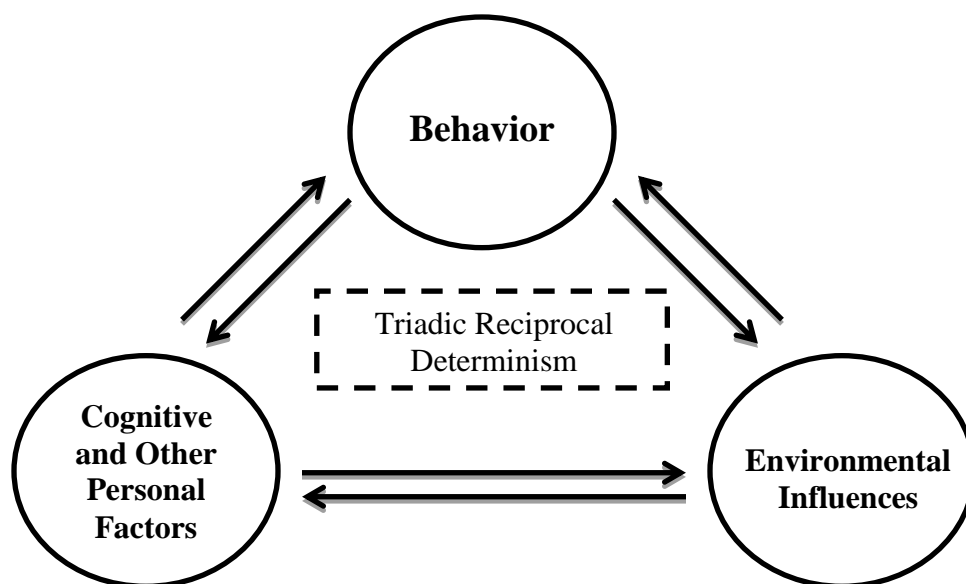 Behavior
Triadic Reciprocal
Determinism
Cognitive
and Other
Personal
Factors
Environmental
Influences